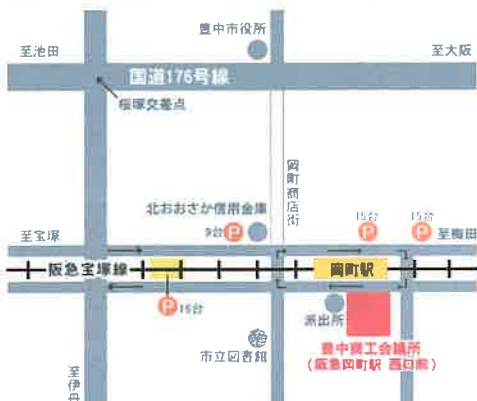 豊中市役所
至池田
至大阪
国道176号線
桜塚交差点
岡町商店街
北おおさか信用金庫
9台 P
15台
P
15台
P
至宝塚
至梅田
阪急宝塚線
岡町駅
P 15台
派出所
市立図書館
豊中商工会議所
(阪急岡町駅 西口前)
至伊丹